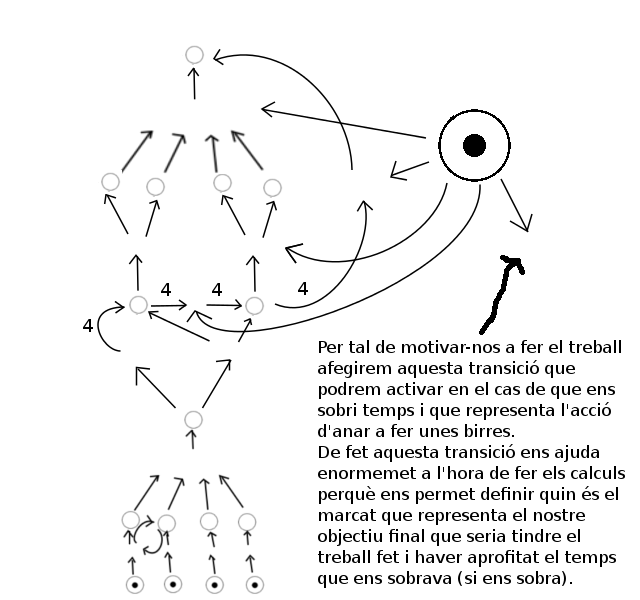 4
4
4
4
Per tal de motivar-nos a fer el treball
afegirem aquesta transició que
podrem activar en el cas de que ens
sobri temps i que representa l'acció
d'anar a fer unes birres.
De fet aquesta transició ens ajuda
enormemet a l'hora de fer els calculs
perquè ens permet definir quin és el
marcat que representa el nostre
objectiu final que seria tindre el
treball fet i haver aprofitat el temps
que ens sobrava (si ens sobra).